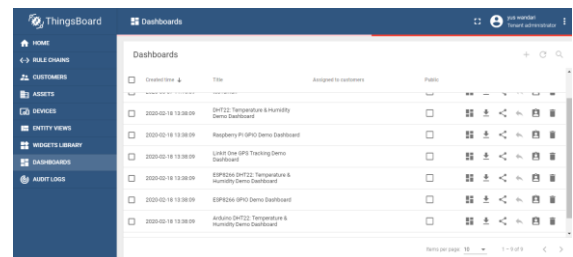 ThingsBoard
Dashboards
yus wandari
Tenant administrator
HOME
RULE CHAINS
CUSTOMERS
ASSETS
DEVICES
ENTITY VIEWS
WIDGETS LIBRARY
DASHBOARDS
AUDIT LOGS
Dashboards
Created time Title Assigned to customers Public
2020-02-18 13:38:09 DHT22: Temperature & Humidity
Demo Dashboard
2020-02-18 13:38:09 Raspberry PI GPIO Demo Dashboard
2020-02-18 13:38:09 LinkIt One GPS Tracking Demo
Dashboard
2020-02-18 13:38:09 ESP8266 DHT22: Temperature &
Humidity Demo Dashboard
2020-02-18 13:38:09 ESP8266 GPIO Demo Dashboard
2020-02-18 13:38:09 Arduino DHT22: Temperature &
Humidity Demo Dashboard
Items per page: 10 1 – 9 of 9